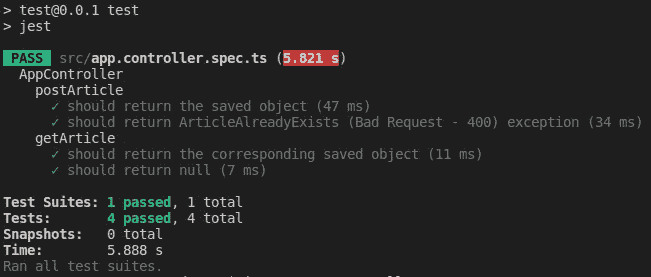 > test@0.0.1 test
> jest
PASS src/app.controller.spec.ts (5.821 s)
AppController
postArticle
✓ should return the saved object (47 ms)
✓ should return ArticleAlreadyExists (Bad Request - 400) exception (34 ms)
getArticle
✓ should return the corresponding saved object (11 ms)
✓ should return null (7 ms)
Test Suites: 1 passed, 1 total
Tests: 4 passed, 4 total
Snapshots: 0 total
Time: 5.888 s
Ran all test suites.